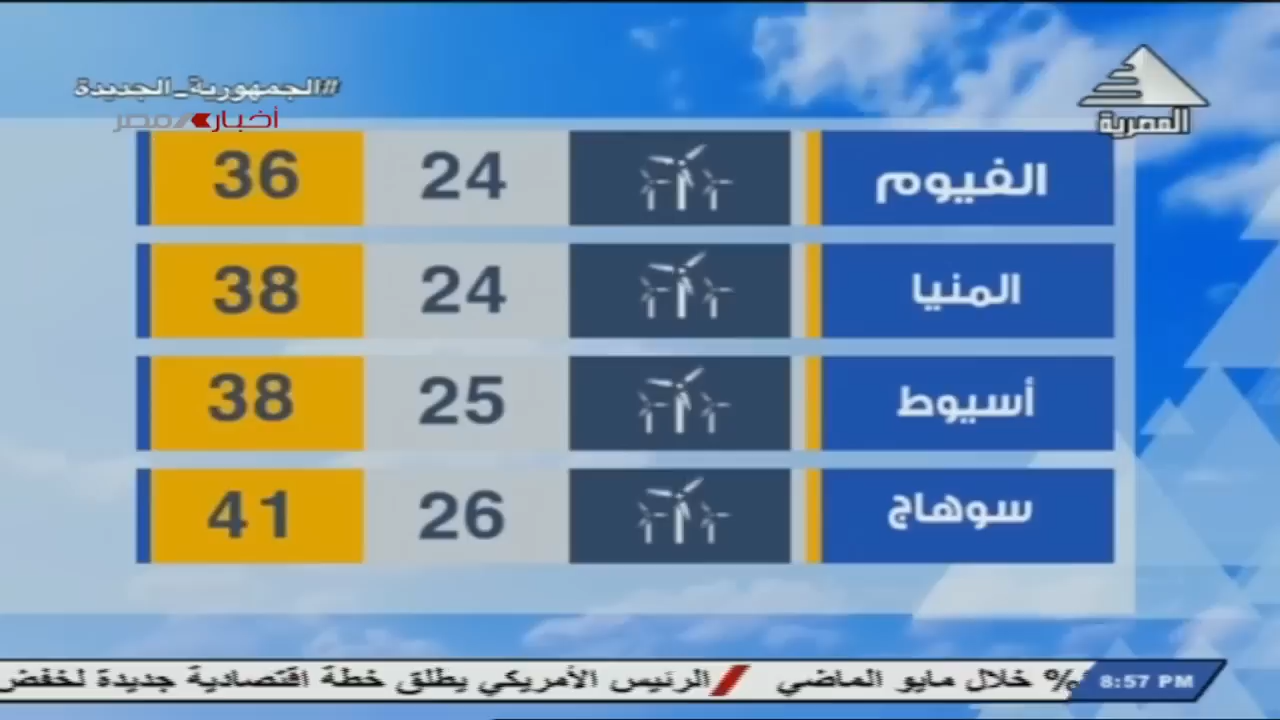 #الجمهورية_الجديدة
أخبار مصر
المصرية
الفيوم 24 36
المنيا 24 38
أسيوط 25 38
سوهاج 26 41
% خلال مايو الماضي الرئيس الأمريكي يطلق خطة اقتصادية جديدة لخفض
8:57 PM